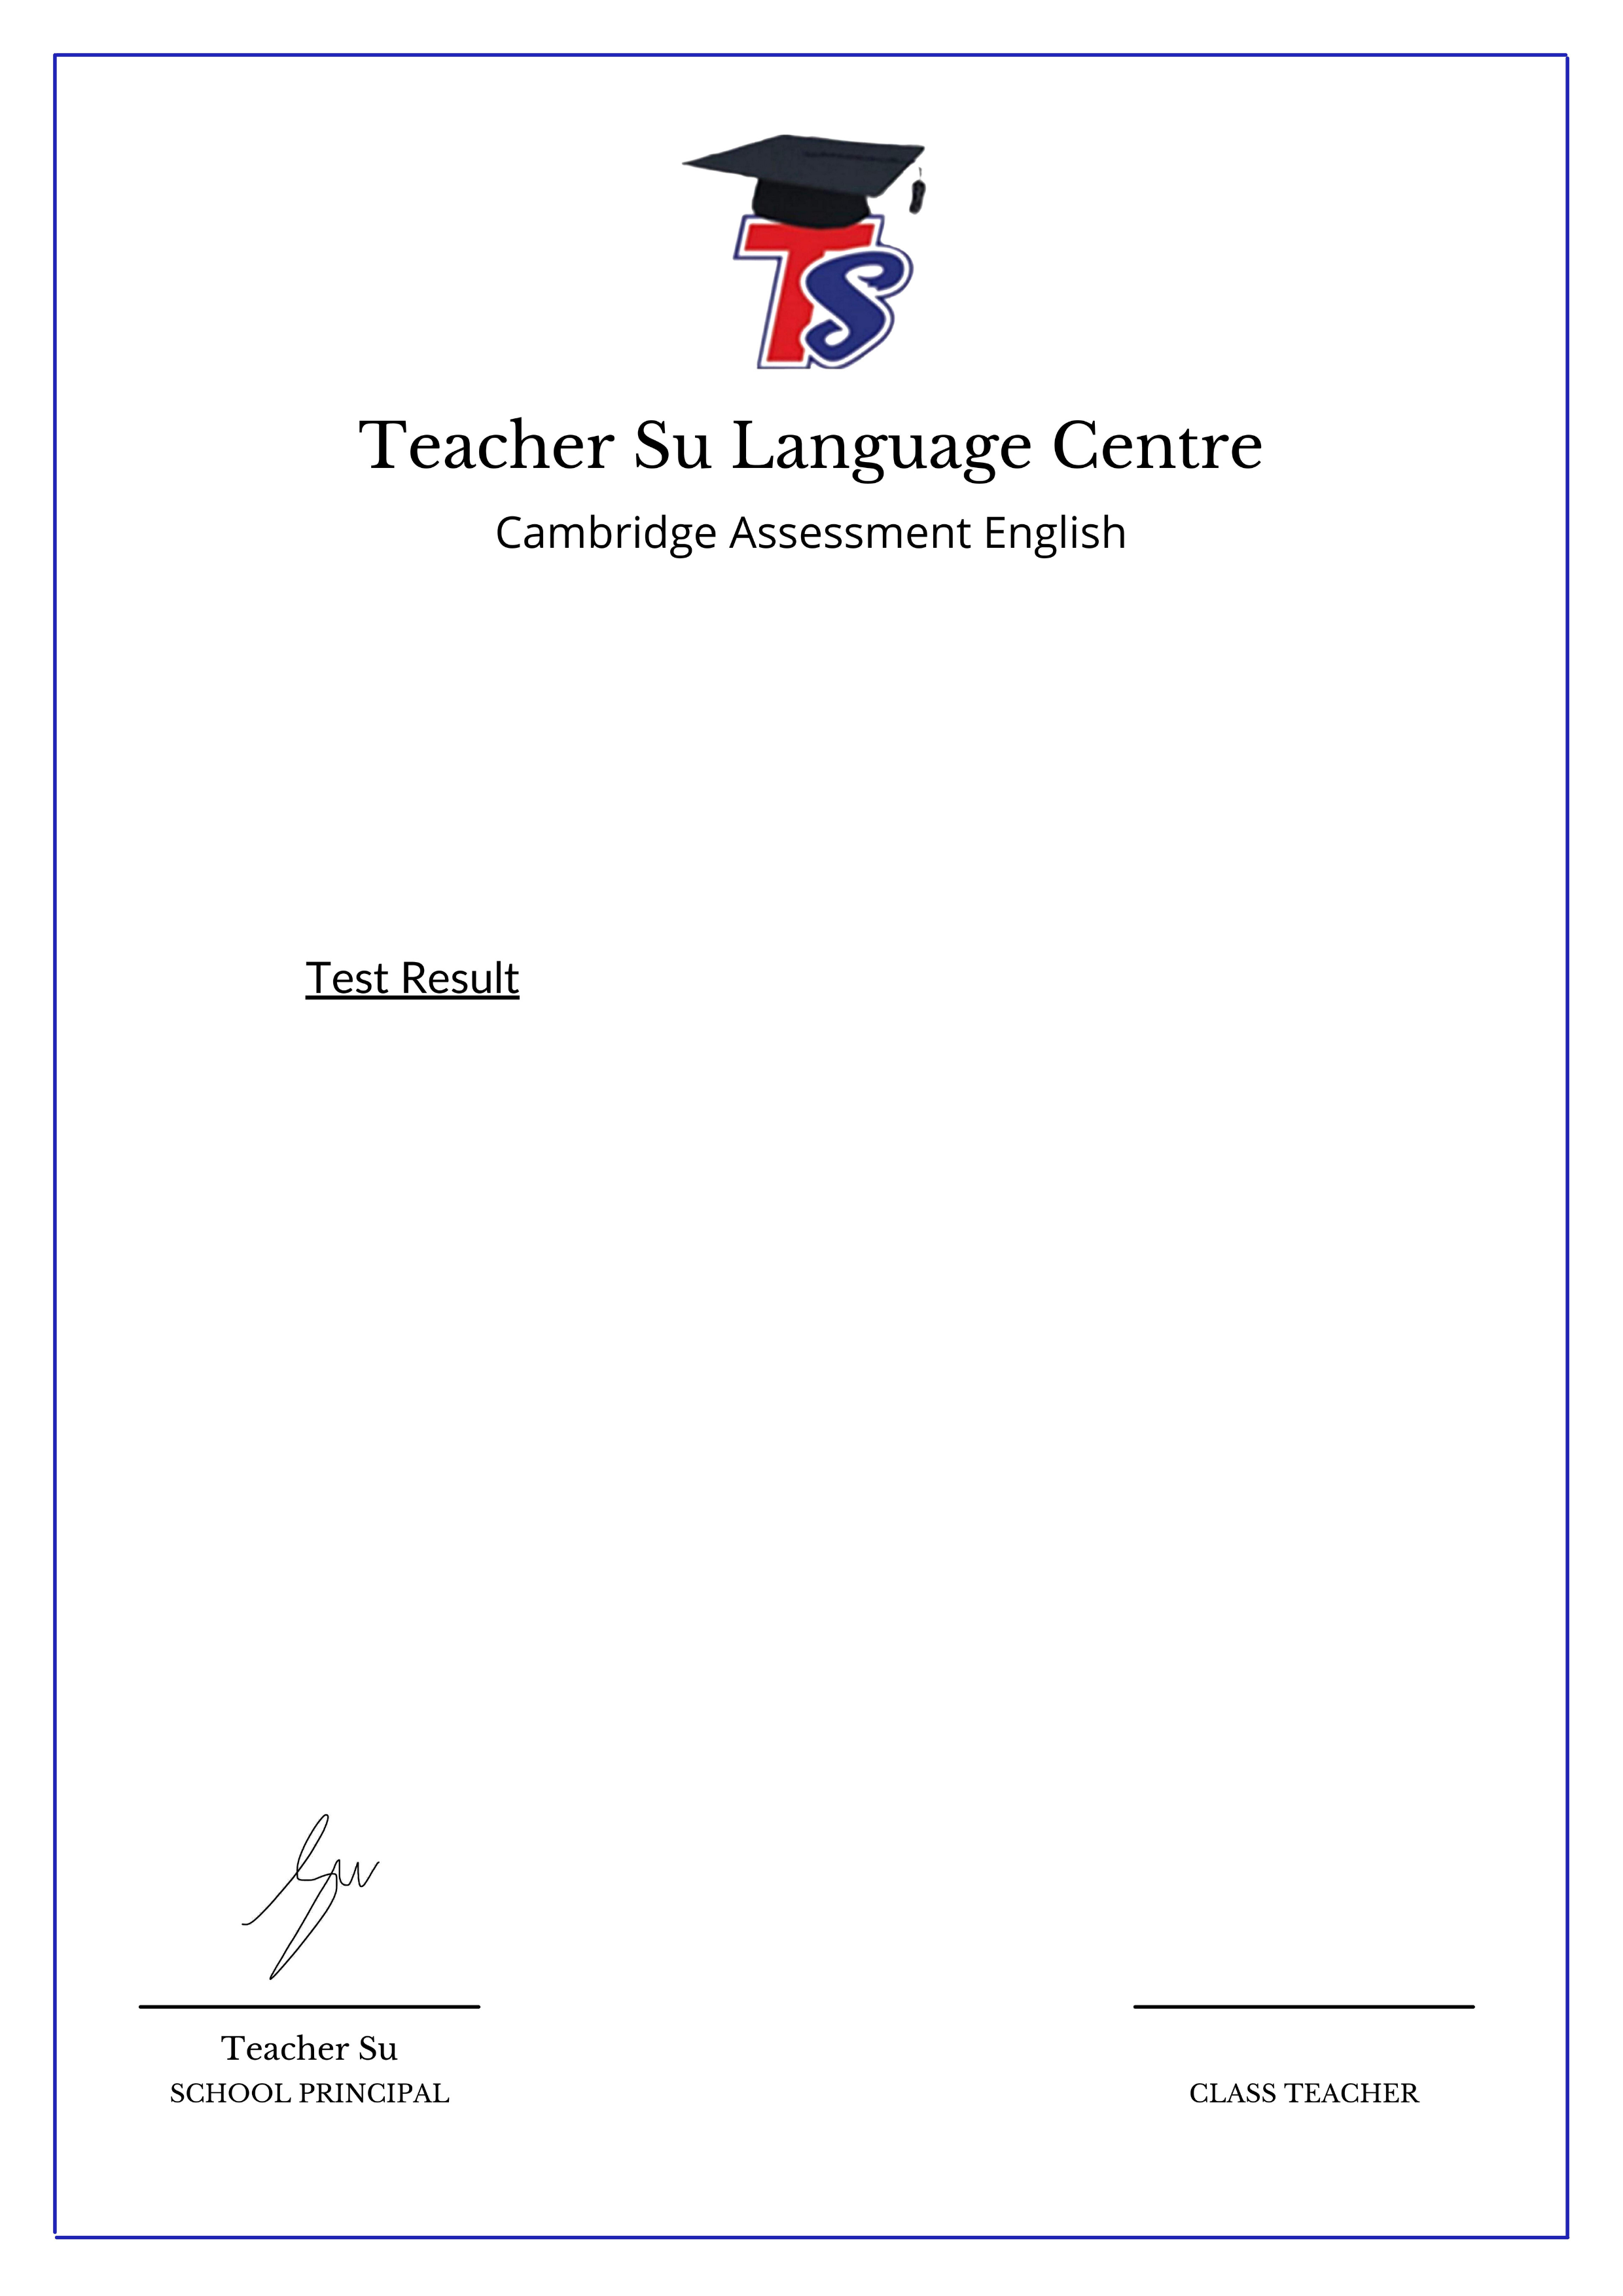 TS
Teacher Su Language Centre
Cambridge Assessment English
Test Result
Su
Teacher Su
SCHOOL PRINCIPAL
CLASS TEACHER